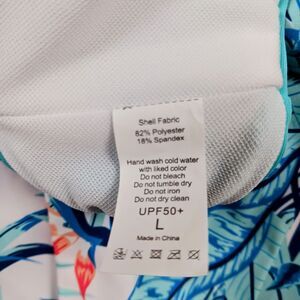 Shell Fabric
82% Polyester
18% Spandex
Hand wash cold water
with liked color
Do not bleach
Do not tumble dry
Do not iron
Do not dry clean
UPF50+
L
Made in China